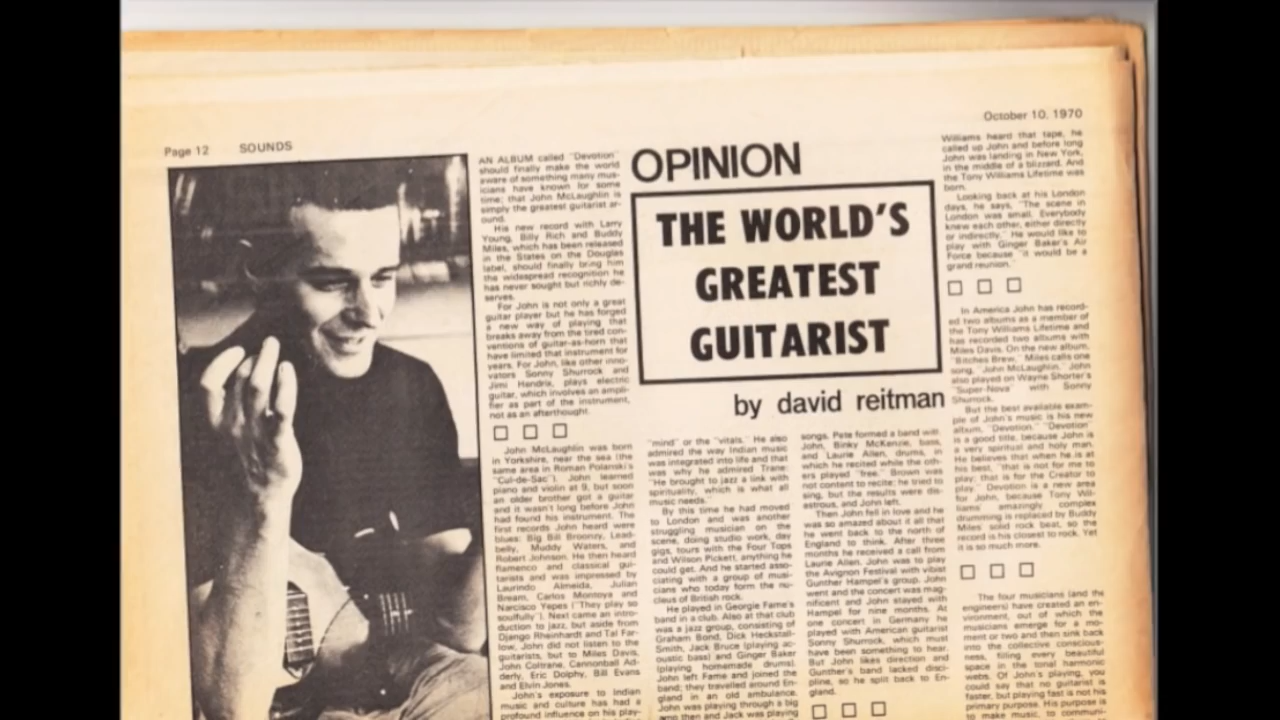 October 10, 1970
Page 12 SOUNDS
OPINION
THE WORLD'S
GREATEST
GUITARIST
by david reitman
AN ALBUM called "Devotion"
should finally make the world
aware of something many mus-
icians have known for some
time; that John McLaughlin is
simply the greatest guitarist ar-
ound.
His new record with Larry
Young, Billy Rich and Buddy
Miles, which has been released
in the States on the Douglas
label, should finally bring him
the widespread recognition he
has never sought but richly de-
serves.
For John is not only a great
guitar player but he has forged
a new way of playing that
breaks away from the tired con-
ventions of guitar-as-horn that
have limited that instrument for
years. For John, like other inno-
vators Sonny Shurrock and
Jimi Hendrix, plays electric
guitar, which involves an ampli-
fier as part of the instrument,
not as an afterthought.
John McLaughlin was born
in Yorkshire, near the sea (the
same area in Roman Polanski's
"Cul-de-Sac"). John learned
piano and violin at 9, but soon
an older brother got a guitar
and it wasn't long before John
had found his instrument. The
first records John heard were
blues: Big Bill Broonzy, Lead-
belly, Muddy Waters, and
Robert Johnson. He then heard
flamenco and classical gui-
tarists and was impressed by
Laurindo Almeida, Julian
Bream, Carlos Montoya and
Narcisco Yepes ("They play so
soulfully"). Next came an intro-
duction to jazz, but aside from
Django Rheinhardt and Tal Far-
low, John did not listen to the
guitarists, but to Miles Davis,
John Coltrane, Cannonball Ad-
derly, Eric Dolphy, Bill Evans
and Elvin Jones.
John's exposure to Indian
music and culture has had a
profound influence on his play-
"mind" or the "vitals." He also
admired the way Indian music
was integrated into life and that
was why he admired Trane:
"He brought to jazz a link with
spirituality, which is what all
music needs."
By this time he had moved
to London and was another
struggling musician on the
scene, doing studio work, day
gigs, tours with the Four Tops
and Wilson Pickett, anything he
could get. And he started asso-
ciating with a group of musi-
cians who today form the nu-
claus of British rock.
He played in Georgie Fame's
band in a club. Also at that club
was a jazz group, consisting of
Graham Bond, Dick Heckstall-
Smith, Jack Bruce (playing ac-
oustic bass) and Ginger Baker
(playing homemade drums).
John left Fame and joined the
band; they travelled around En-
gland in an old ambulance.
John was playing through a big
amp then and Jack was playing
songs. Pete formed a band with
John, Binky McKenzie, bass,
and Laurie Allen, drums, in
which he recited while the oth-
ers played "free." Brown was
not content to recite; he tried to
sing, but the results were dis-
astrous, and John left.
Then John fell in love and he
was so amazed about it all that
he went back to the north of
England to think. After three
months he received a call from
Laurie Allen. John was to play
the Avignon Festival with vibist
Gunther Hampel's group. John
went and the concert was mag-
nificent and John stayed with
Hampel for nine months. At
one concert in Germany he
played with American guitarist
Sonny Shurrock, which must
have been something to hear.
But John likes direction and
Gunther's band lacked disci-
pline, so he split back to En-
gland.
Williams heard that tape, he
called up John and before long
John was landing in New York,
in the middle of a blizzard. And
the Tony Williams Lifetime was
born.
Looking back at his London
days, he says, "The scene in
London was small. Everybody
knew each other, either directly
or indirectly." He would like to
play with Ginger Baker's Air
Force because "it would be a
grand reunion."
In America John has record-
ed two albums as a member of
the Tony Williams Lifetime and
has recorded two albums with
Miles Davis. On the new album,
"Bitches Brew," Miles calls one
song, "John McLaughlin." John
also played on Wayne Shorter's
"Super-Nova" with Sonny
Shurrock.
But the best available exam-
ple of John's music is his new
album, "Devotion." "Devotion"
is a good title, because John is
a very spiritual and holy man.
He believes that when he is at
his best, "that is not for me to
play; that is for the Creator to
play." Devotion is a new area
for John, because Tony Wil-
liams' amazingly complex
drumming is replaced by Buddy
Miles solid rock beat, so the
record is his closest to rock. Yet
it is so much more.
The four musicians (and the
engineers) have created an en-
vironment, out of which the
musicians emerge for a mo-
ment or two and then sink back
into the collective conscious-
ness, filling every beautiful
space in the tonal harmonic
webs. Of John's playing, you
could say that no guitarist is
faster, but playing fast is not his
primary purpose. His purpose is
to make music, to communi-